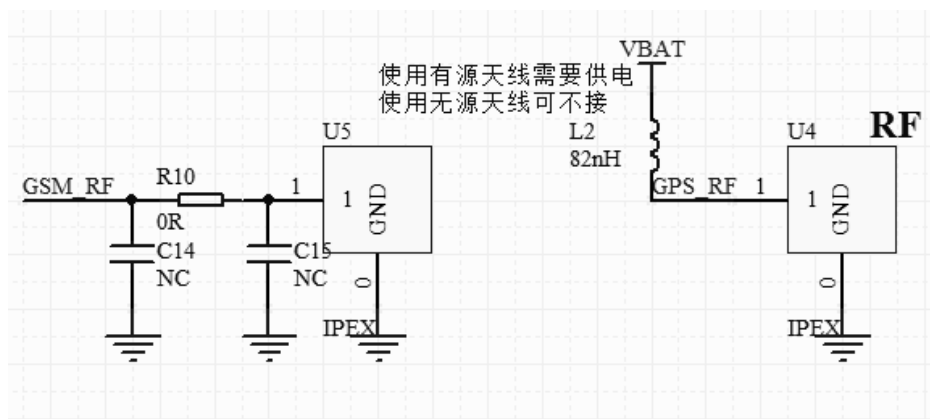 VBAT
使用有源天线需要供电
使用无源天线可不接
U5
L2
82nH
U4
RF
GSM_RF
R10
0R
1
1
GND
GPS_RF
1
1
GND
C14
NC
C15
NC
0
0
IPEX
IPEX